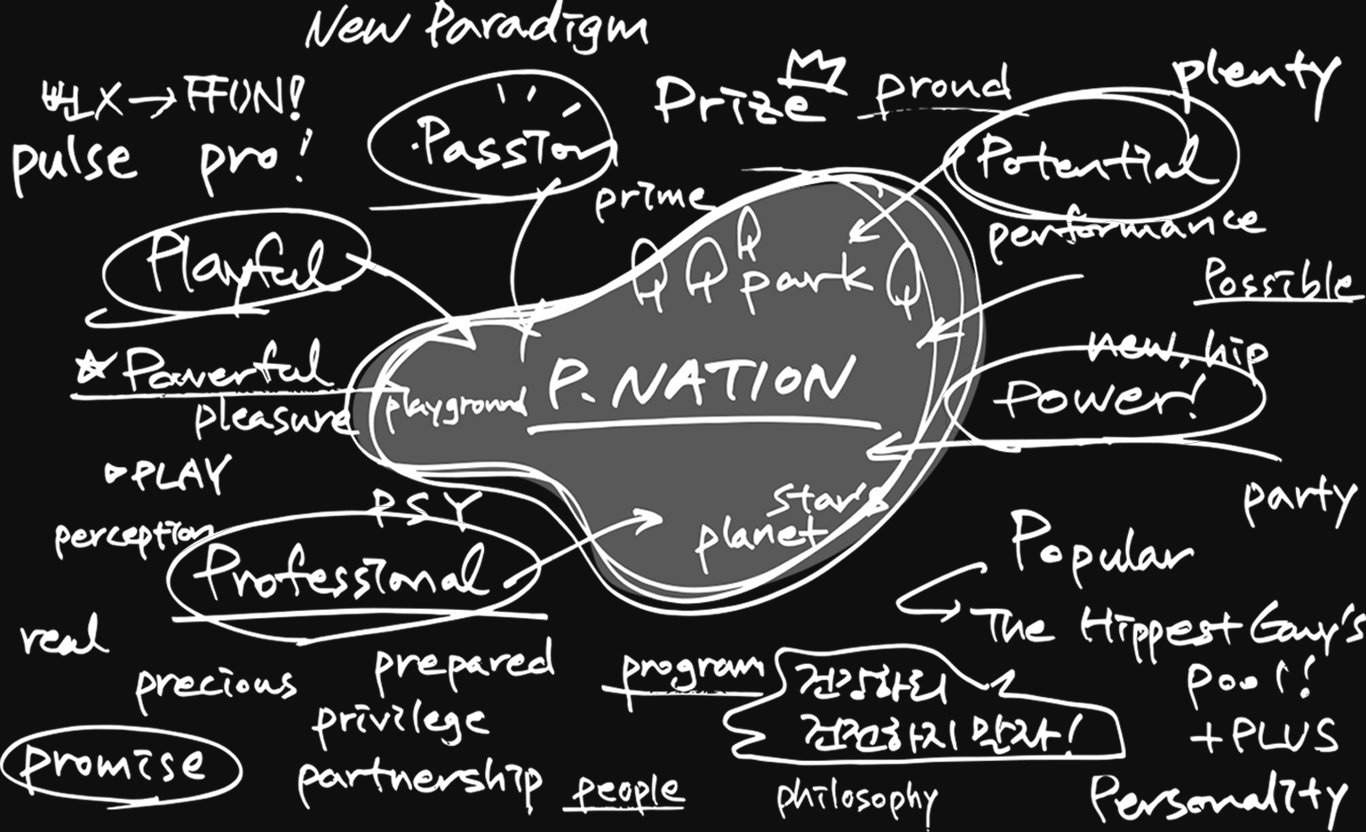 New Paradigm
뻔X→FFUN!
pulse pro!
Passion
Prize
proud
plenty
Potential
prime
performance
Playful
Q Q Q park Q
Possible
Powerful
pleasure
playground
P.NATION
new, hip
Power!
PLAY
PSY
perception
Professional
star's
planet
party
Popular
The Hippest Guy's
pool!
+PLUS
Personality
real
precious
prepared
privilege
partnership
promise
program
people
건강하되
건전하지 말자!
philosophy